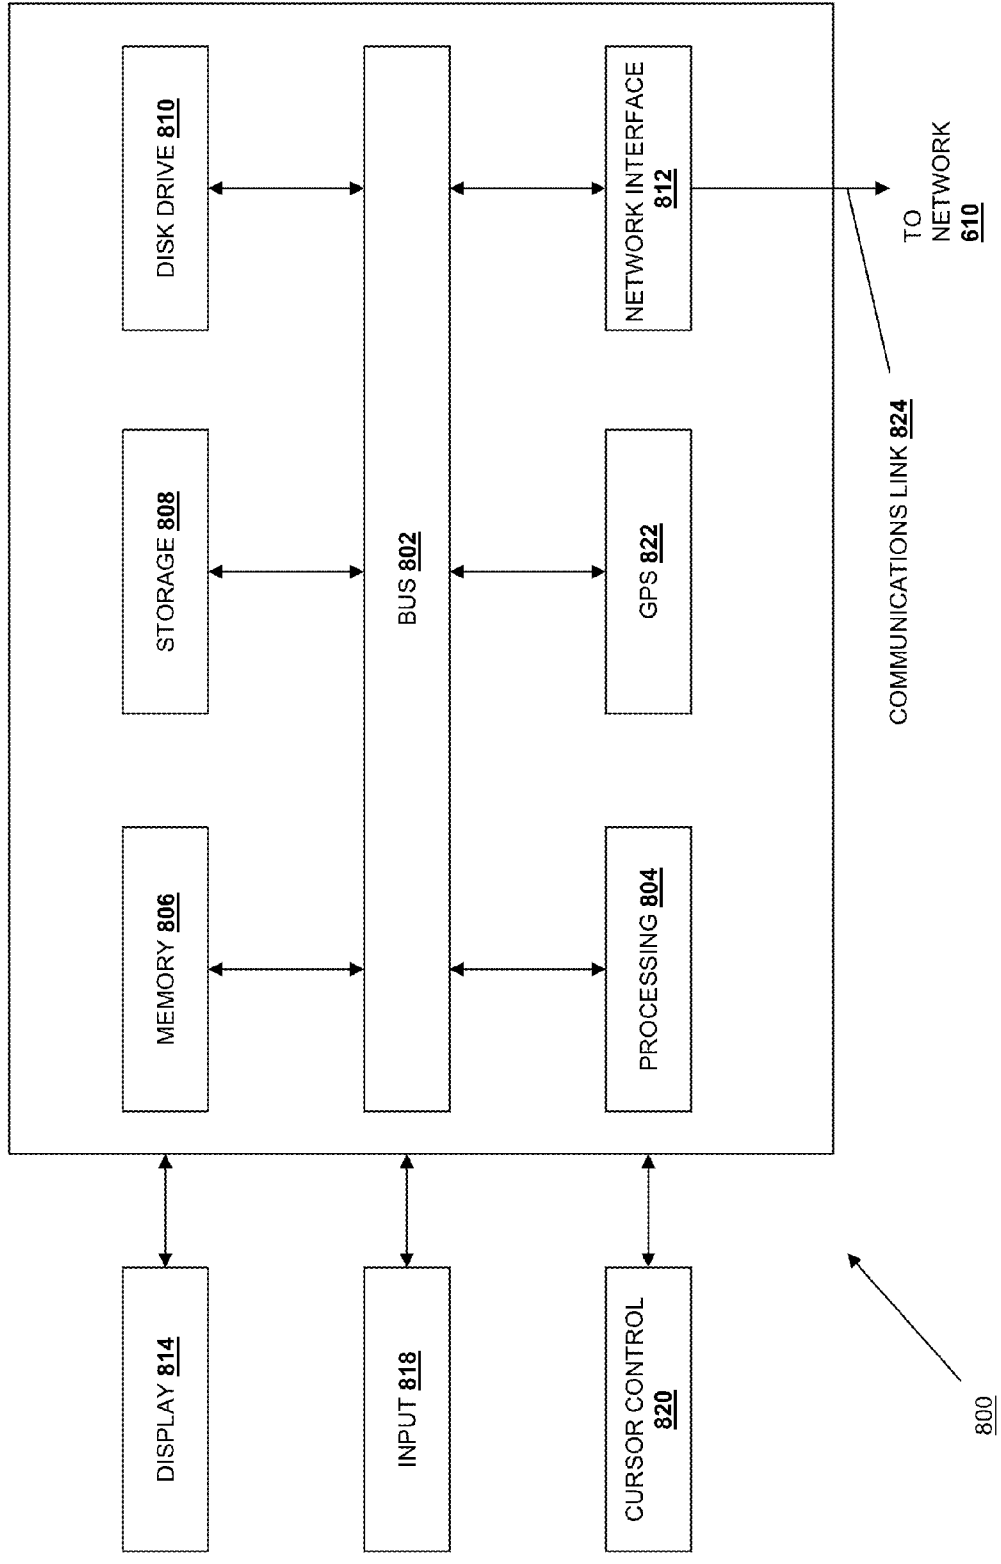 DISPLAY 814
MEMORY 806
STORAGE 808
DISK DRIVE 810
INPUT 818
BUS 802
CURSOR CONTROL
820
PROCESSING 804
GPS 822
NETWORK INTERFACE
812
COMMUNICATIONS LINK 824
TO
NETWORK
610
800